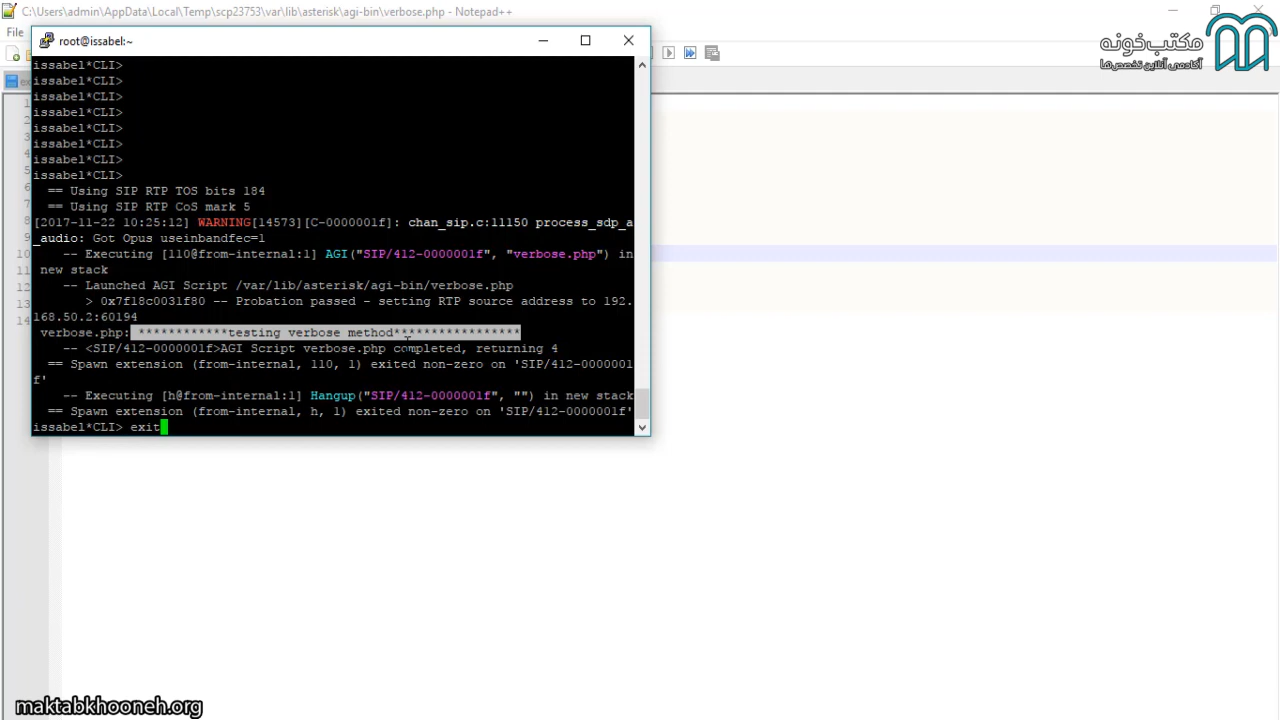 C:\Users\admin\AppData\Local\Temp\scp23753\var\lib\asterisk\agi-bin\verbose.php - Notepad++
File
root@issabel:~
مکتب‌خونه
آکادمی آنلاین تخصص‌ها
issabel*CLI>
issabel*CLI>
issabel*CLI>
issabel*CLI>
issabel*CLI>
issabel*CLI>
issabel*CLI>
issabel*CLI>
== Using SIP RTP TOS bits 184
== Using SIP RTP CoS mark 5
[2017-11-22 10:25:12] WARNING[14573][C-0000001f]: chan_sip.c:11150 process_sdp_a
_audio: Got Opus useinbandfec=1
-- Executing [110@from-internal:1] AGI("SIP/412-0000001f", "verbose.php") in
new stack
-- Launched AGI Script /var/lib/asterisk/agi-bin/verbose.php
> 0x7f18c0031f80 -- Probation passed - setting RTP source address to 192.
168.50.2:60194
verbose.php: ************testing verbose method*****************
-- <SIP/412-0000001f>AGI Script verbose.php completed, returning 4
== Spawn extension (from-internal, 110, 1) exited non-zero on 'SIP/412-0000001
f'
-- Executing [h@from-internal:1] Hangup("SIP/412-0000001f", "") in new stack
== Spawn extension (from-internal, h, 1) exited non-zero on 'SIP/412-0000001f'
issabel*CLI> exit
maktabkhooneh.org